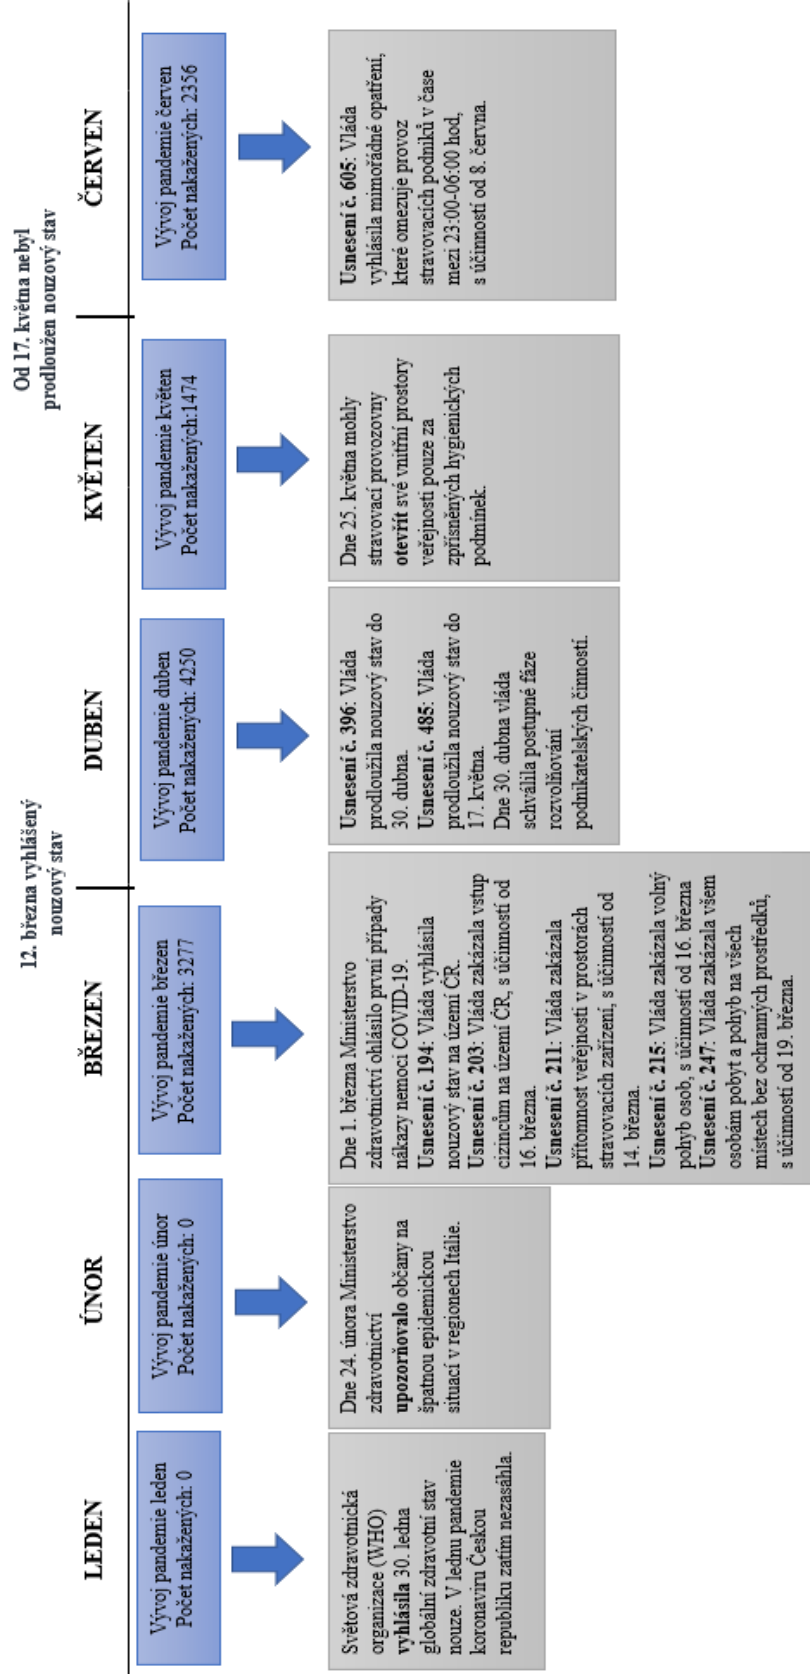 12. března vyhlášený
nouzový stav
Od 17. května nebyl
prodloužen nouzový stav
LEDEN
ÚNOR
BŘEZEN
DUBEN
KVĚTEN
ČERVEN
Vývoj pandemie leden
Počet nakažených: 0
Vývoj pandemie únor
Počet nakažených: 0
Vývoj pandemie březen
Počet nakažených: 3277
Vývoj pandemie duben
Počet nakažených: 4250
Vývoj pandemie květen
Počet nakažených:1474
Vývoj pandemie červen
Počet nakažených: 2356
Světová zdravotnická
organizace (WHO)
vyhlásila 30. ledna
globální zdravotní stav
nouze. V lednu pandemie
koronaviru Českou
republiku zatím nezasáhla.
Dne 24. února Ministerstvo
zdravotnictví
upozorňovalo občany na
špatnou epidemickou
situací v regionech Itálie.
Dne 1. března Ministerstvo
zdravotnictví ohlásilo první případy
nákazy nemoci COVID-19.
Usnesení č. 194: Vláda vyhlásila
nouzový stav na území ČR.
Usnesení č. 203: Vláda zakázala vstup
cizincům na území ČR, s účinností od
16. března.
Usnesení č. 211: Vláda zakázala
přítomnost veřejnosti v prostorách
stravovacích zařízení, s účinností od
14. března.
Usnesení č. 215: Vláda zakázala volný
pohyb osob, s účinností od 16. března
Usnesení č. 247: Vláda zakázala všem
osobám pobyt a pohyb na všech
místech bez ochranných prostředků,
s účinností od 19. března.
Usnesení č. 396: Vláda
prodloužila nouzový stav do
30. dubna.
Usnesení č. 485: Vláda
prodloužila nouzový stav do
17. května.
Dne 30. dubna vláda
schválila postupné fáze
rozvolňování
podnikatelských činností.
Dne 25. května mohly
stravovací provozovny
otevřít své vnitřní prostory
veřejnosti pouze za
zpřísněných hygienických
podmínek.
Usnesení č. 605: Vláda
vyhlásila mimořádné opatření,
které omezuje provoz
stravovacích podniků v čase
mezi 23:00-06:00 hod,
s účinností od 8. června.